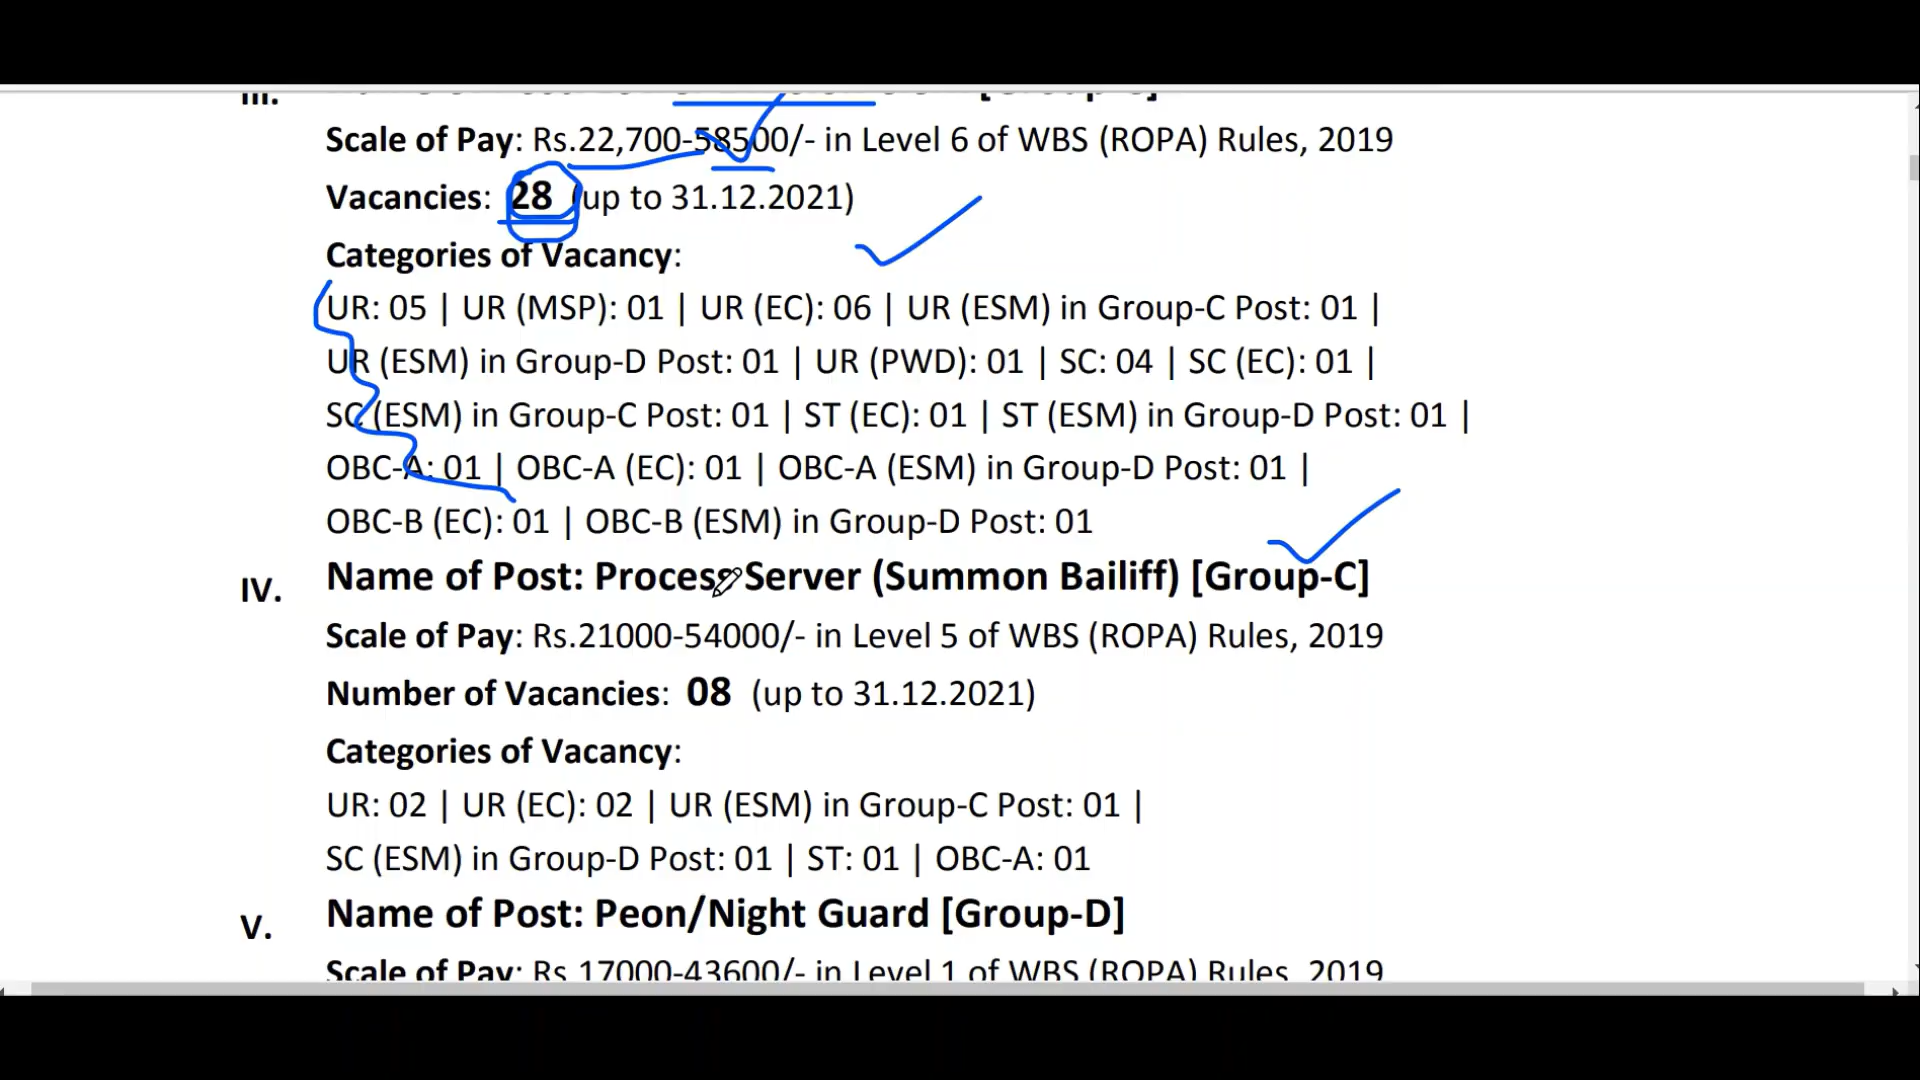 III.
Scale of Pay: Rs.22,700-58500/- in Level 6 of WBS (ROPA) Rules, 2019
Vacancies: 28 (up to 31.12.2021)
Categories of Vacancy:
UR: 05 | UR (MSP): 01 | UR (EC): 06 | UR (ESM) in Group-C Post: 01 |
UR (ESM) in Group-D Post: 01 | UR (PWD): 01 | SC: 04 | SC (EC): 01 |
SC (ESM) in Group-C Post: 01 | ST (EC): 01 | ST (ESM) in Group-D Post: 01 |
OBC-A: 01 | OBC-A (EC): 01 | OBC-A (ESM) in Group-D Post: 01 |
OBC-B (EC): 01 | OBC-B (ESM) in Group-D Post: 01
IV. Name of Post: Process Server (Summon Bailiff) [Group-C]
Scale of Pay: Rs.21000-54000/- in Level 5 of WBS (ROPA) Rules, 2019
Number of Vacancies: 08 (up to 31.12.2021)
Categories of Vacancy:
UR: 02 | UR (EC): 02 | UR (ESM) in Group-C Post: 01 |
SC (ESM) in Group-D Post: 01 | ST: 01 | OBC-A: 01
V. Name of Post: Peon/Night Guard [Group-D]
Scale of Pay: Rs.17000-43600/- in Level 1 of WBS (ROPA) Rules, 2019